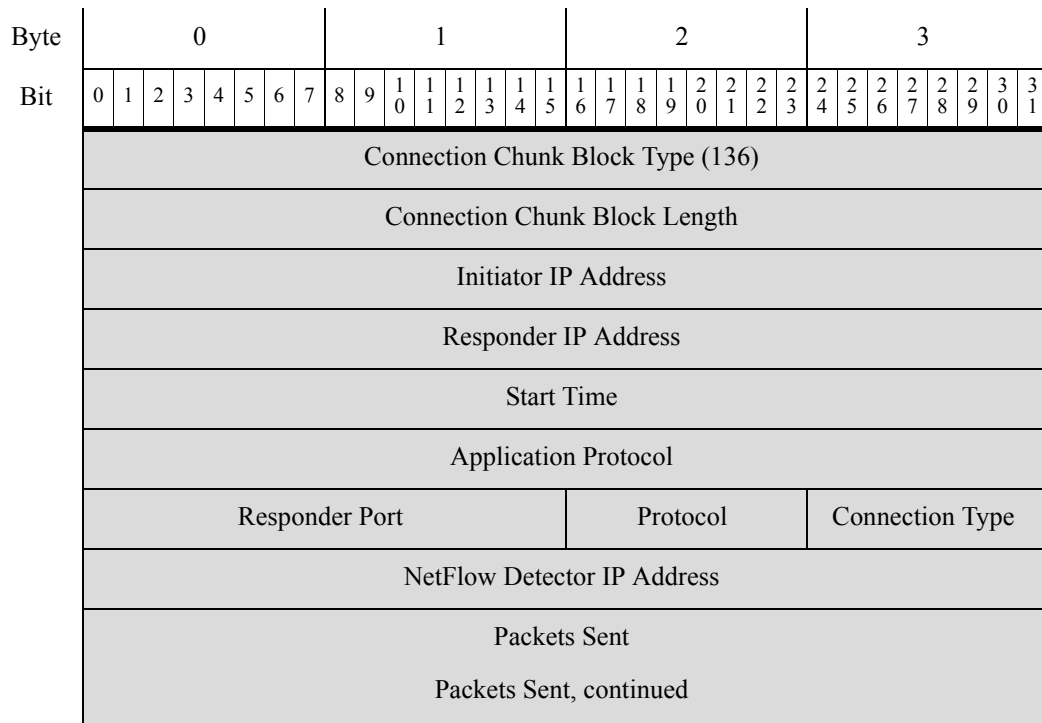 Byte 0 1 2 3
Bit 0 1 2 3 4 5 6 7 8 9 10 11 12 13 14 15 16 17 18 19 20 21 22 23 24 25 26 27 28 29 30 31
Connection Chunk Block Type (136)
Connection Chunk Block Length
Initiator IP Address
Responder IP Address
Start Time
Application Protocol
Responder Port Protocol Connection Type
NetFlow Detector IP Address
Packets Sent
Packets Sent, continued